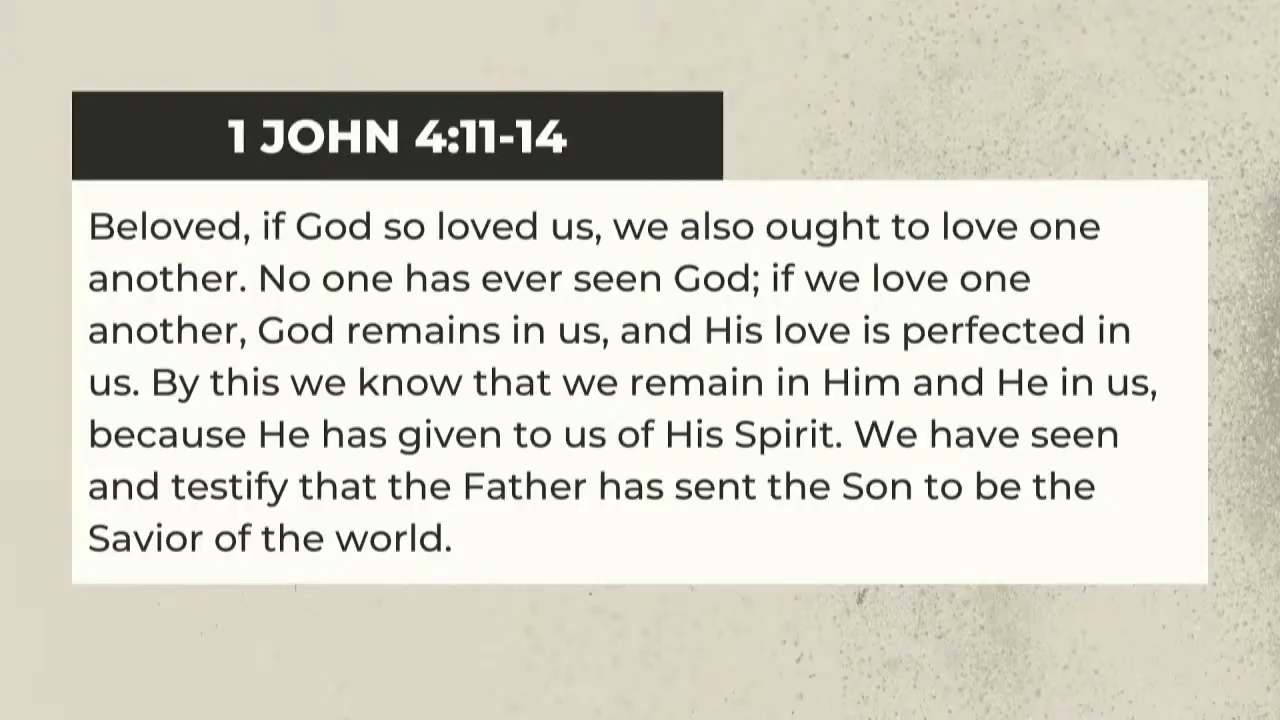 1 JOHN 4:11-14
Beloved, if God so loved us, we also ought to love one
another. No one has ever seen God; if we love one
another, God remains in us, and His love is perfected in
us. By this we know that we remain in Him and He in us,
because He has given to us of His Spirit. We have seen
and testify that the Father has sent the Son to be the
Savior of the world.